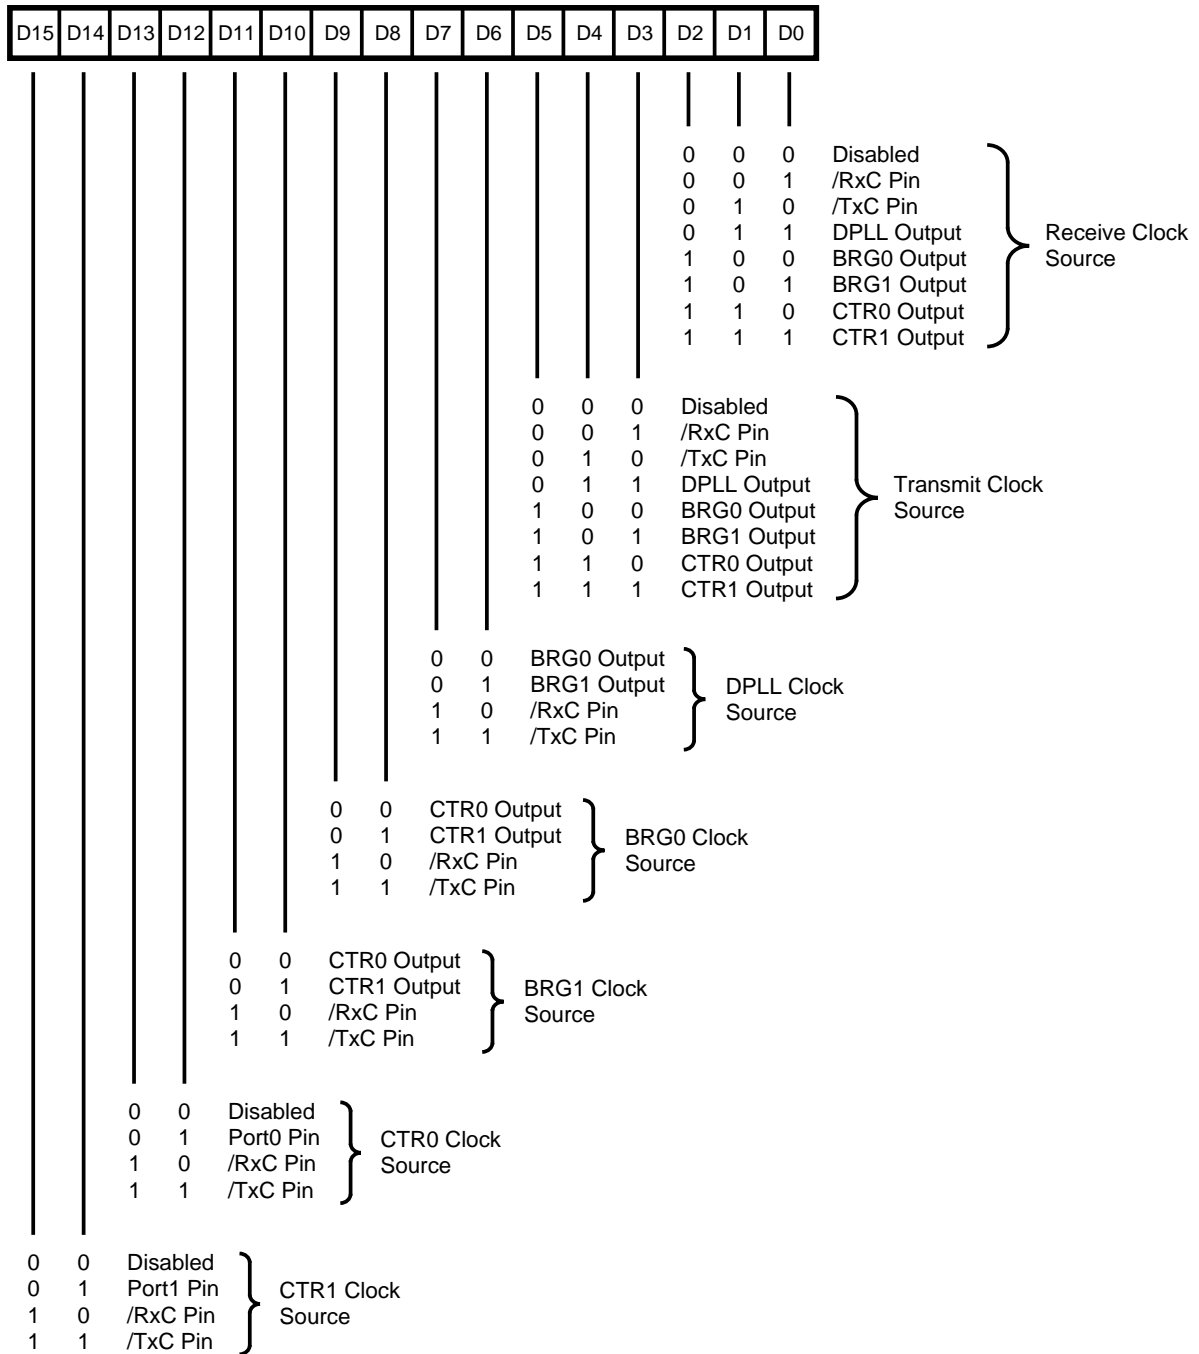 D15 D14 D13 D12 D11 D10 D9 D8 D7 D6 D5 D4 D3 D2 D1 D0
0 0 0 Disabled
0 0 1 /RxC Pin
0 1 0 /TxC Pin
0 1 1 DPLL Output
1 0 0 BRG0 Output
1 0 1 BRG1 Output
1 1 0 CTR0 Output
1 1 1 CTR1 Output
Receive Clock
Source
0 0 0 Disabled
0 0 1 /RxC Pin
0 1 0 /TxC Pin
0 1 1 DPLL Output
1 0 0 BRG0 Output
1 0 1 BRG1 Output
1 1 0 CTR0 Output
1 1 1 CTR1 Output
Transmit Clock
Source
0 0 BRG0 Output
0 1 BRG1 Output
1 0 /RxC Pin
1 1 /TxC Pin
DPLL Clock
Source
0 0 CTR0 Output
0 1 CTR1 Output
1 0 /RxC Pin
1 1 /TxC Pin
BRG0 Clock
Source
0 0 CTR0 Output
0 1 CTR1 Output
1 0 /RxC Pin
1 1 /TxC Pin
BRG1 Clock
Source
0 0 Disabled
0 1 Port0 Pin
1 0 /RxC Pin
1 1 /TxC Pin
CTR0 Clock
Source
0 0 Disabled
0 1 Port1 Pin
1 0 /RxC Pin
1 1 /TxC Pin
CTR1 Clock
Source